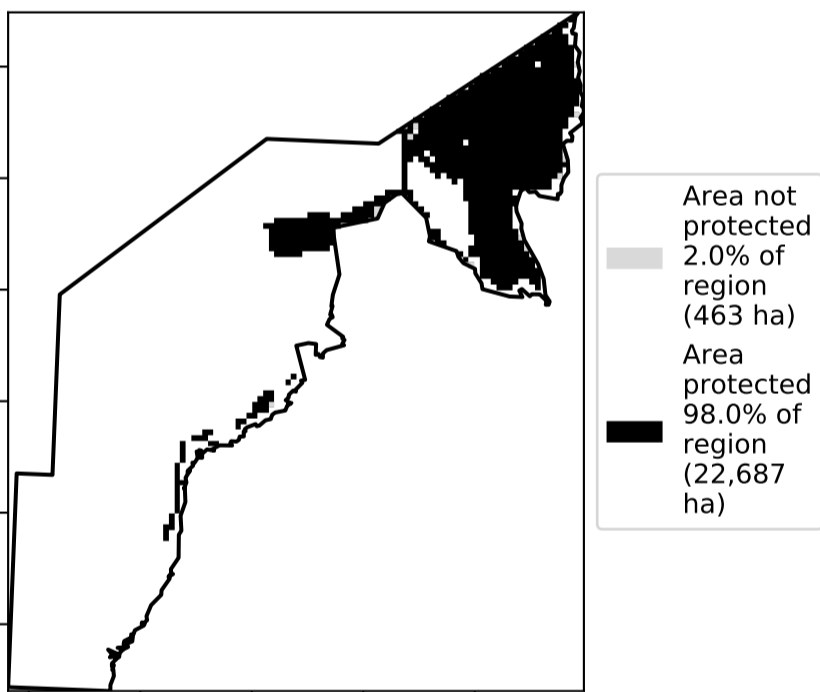 Area not
protected
2.0% of
region
(463 ha)
Area
protected
98.0% of
region
(22,687
ha)